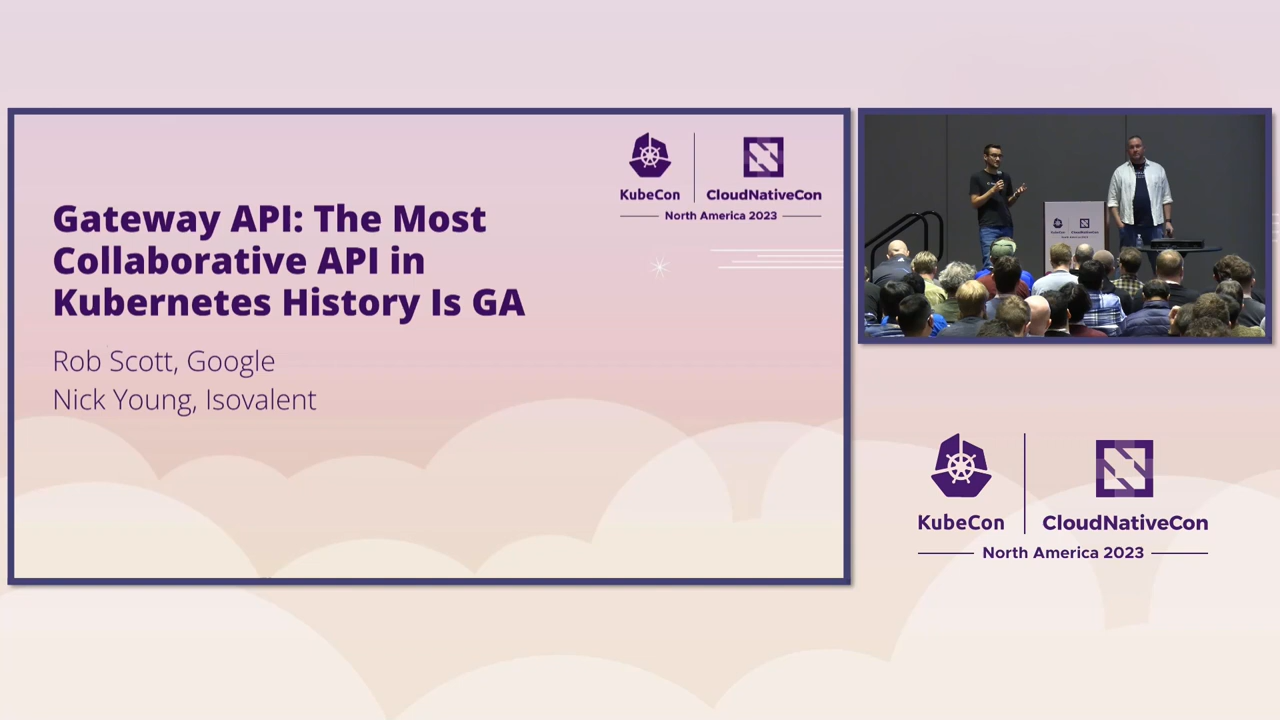 Gateway API: The Most
Collaborative API in
Kubernetes History Is GA
Rob Scott, Google
Nick Young, Isovalent
KubeCon
CloudNativeCon
North America 2023
KubeCon
CloudNativeCon
North America 2023